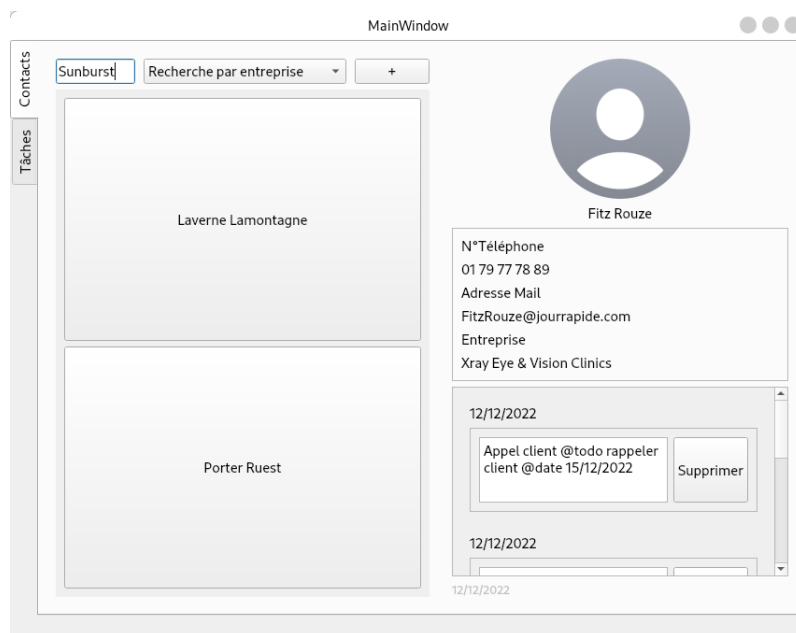 MainWindow
Contacts
Tâches
Sunburst
Recherche par entreprise
+
Laverne Lamontagne
Porter Ruest
Fitz Rouze
N°Téléphone
01 79 77 78 89
Adresse Mail
FitzRouze@jourrapide.com
Entreprise
Xray Eye & Vision Clinics
12/12/2022
Appel client @todo rappeler
client @date 15/12/2022
Supprimer
12/12/2022
12/12/2022